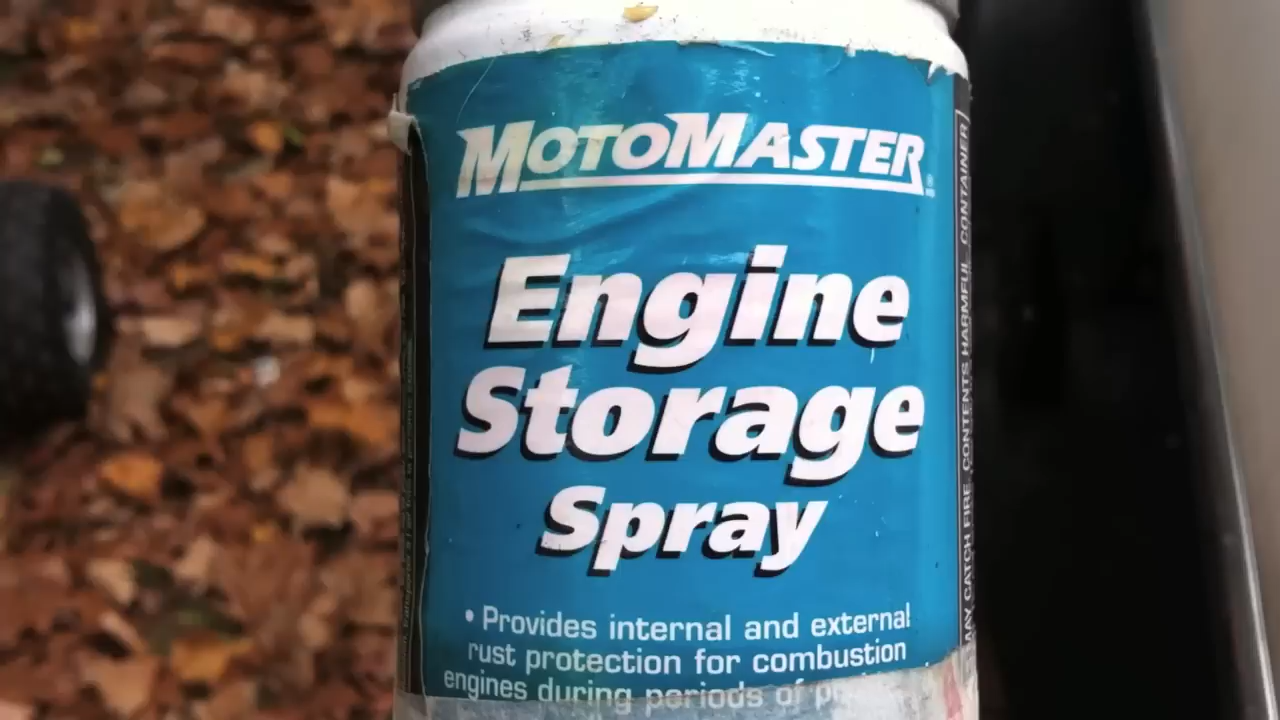 MOTOMASTER
Engine
Storage
Spray
• Provides internal and external
rust protection for combustion
engines during periods of
MAY CATCH FIRE. CONTENTS HARMFUL. CONTAINER